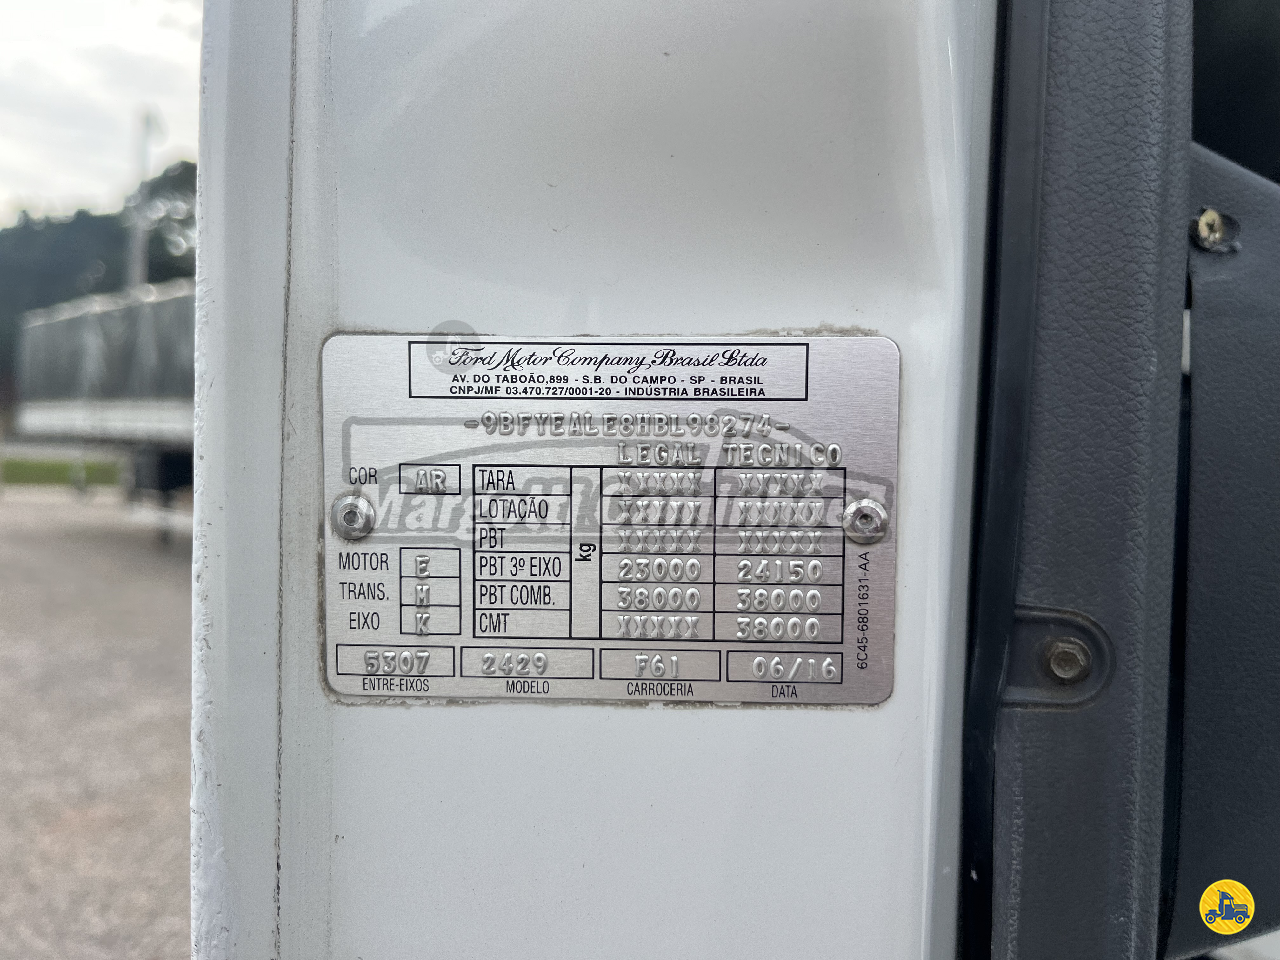 Ford Motor Company, Brasil Ltda
AV. DO TABOÃO,899 - S.B. DO CAMPO - SP - BRASIL
CNPJ/MF 03.470.727/0001-20 - INDÚSTRIA BRASILEIRA
-9BFYEALE8HBL98274-
LEGAL TECNICO
COR AR TARA XXXXX XXXXX
LOTAÇÃO XXXXX XXXXX
PBT XXXXX XXXXX
kg
MOTOR E PBT 3º EIXO 23000 24150
TRANS. M PBT COMB. 38000 38000
EIXO K CMT XXXXX 38000
5307 2429 F61 06/16
ENTRE-EIXOS MODELO CARROCERIA DATA
6C45-6801631-AA